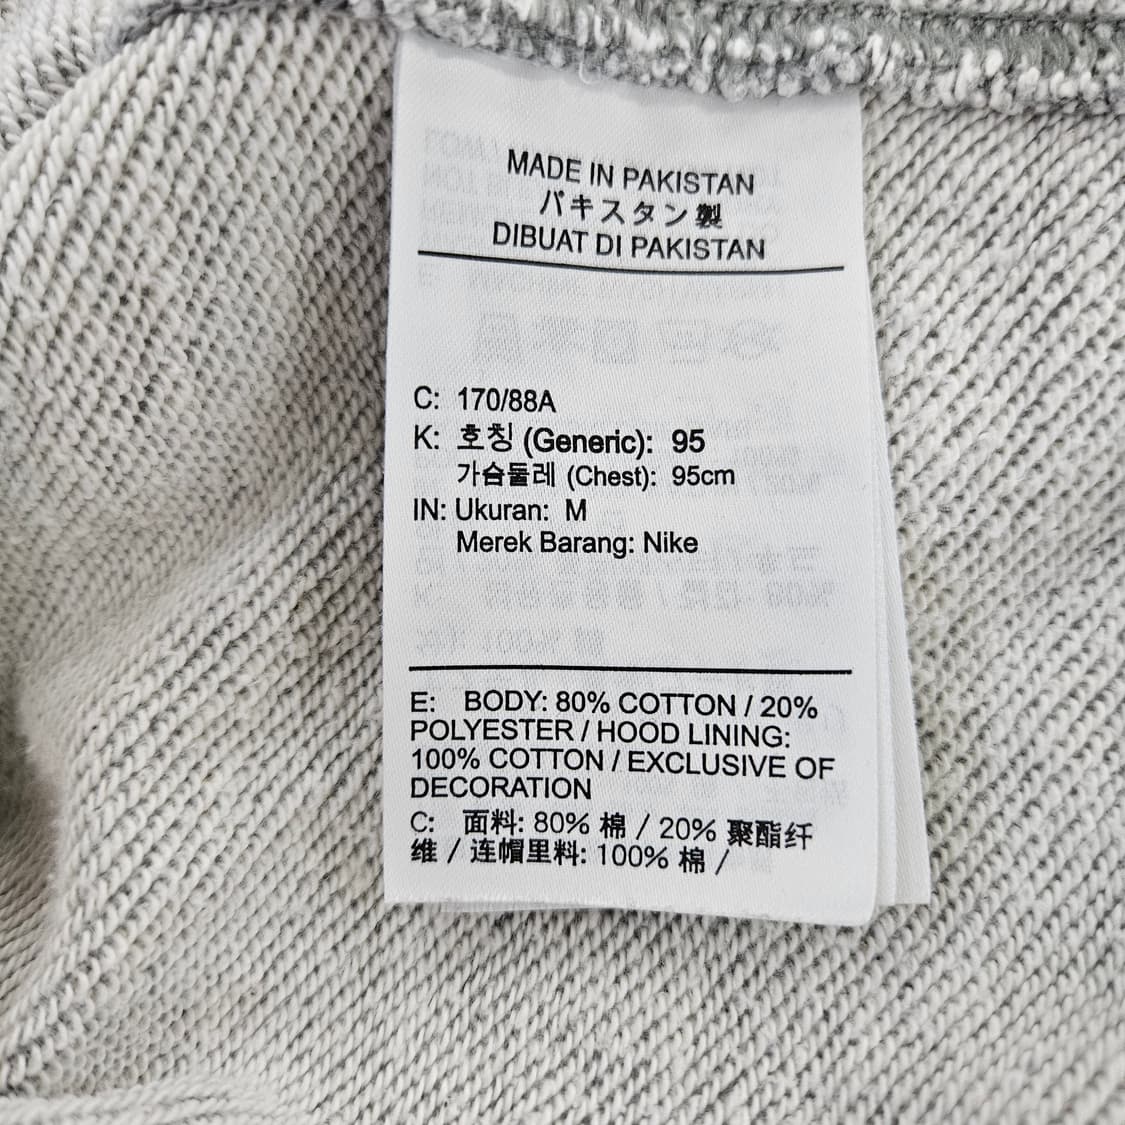 MADE IN PAKISTAN
パキスタン製
DIBUAT DI PAKISTAN
C: 170/88A
K: 호칭 (Generic): 95
가슴둘레 (Chest): 95cm
IN: Ukuran: M
Merek Barang: Nike
E: BODY: 80% COTTON / 20%
POLYESTER / HOOD LINING:
100% COTTON / EXCLUSIVE OF
DECORATION
C: 面料: 80% 棉 / 20% 聚酯纤
维 / 连帽里料: 100% 棉 /